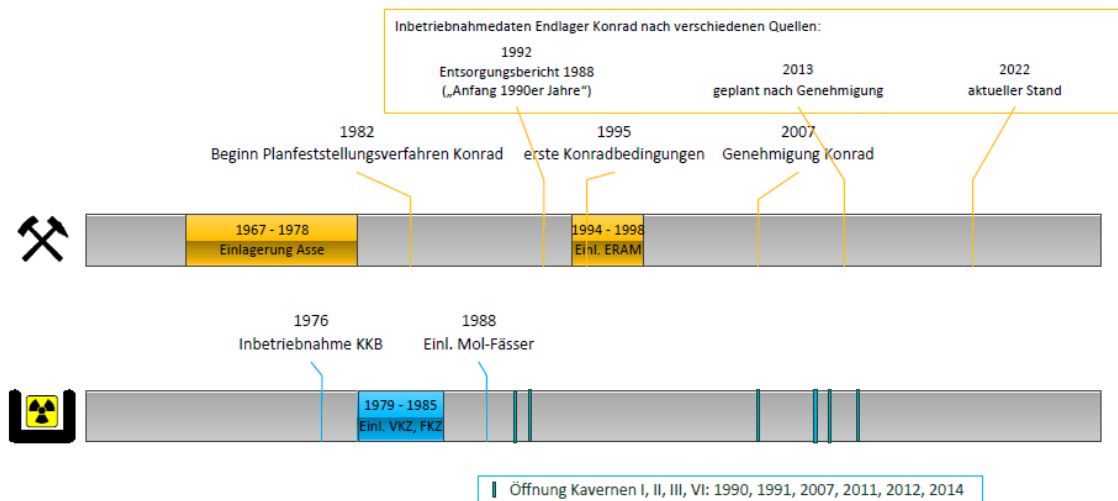 Inbetriebnahmedaten Endlager Konrad nach verschiedenen Quellen:
1992
Entsorgungsbericht 1988
(„Anfang 1990er Jahre“)
2013
geplant nach Genehmigung
2022
aktueller Stand
1982
Beginn Planfeststellungsverfahren Konrad
1995
erste Konradbedingungen
2007
Genehmigung Konrad
1967 - 1978
Einlagerung Asse
1994 - 1998
Einl. ERAM
1976
Inbetriebnahme KKB
1988
Einl. Mol-Fässer
1979 - 1985
Einl. VKZ, FKZ
Öffnung Kavernen I, II, III, VI: 1990, 1991, 2007, 2011, 2012, 2014